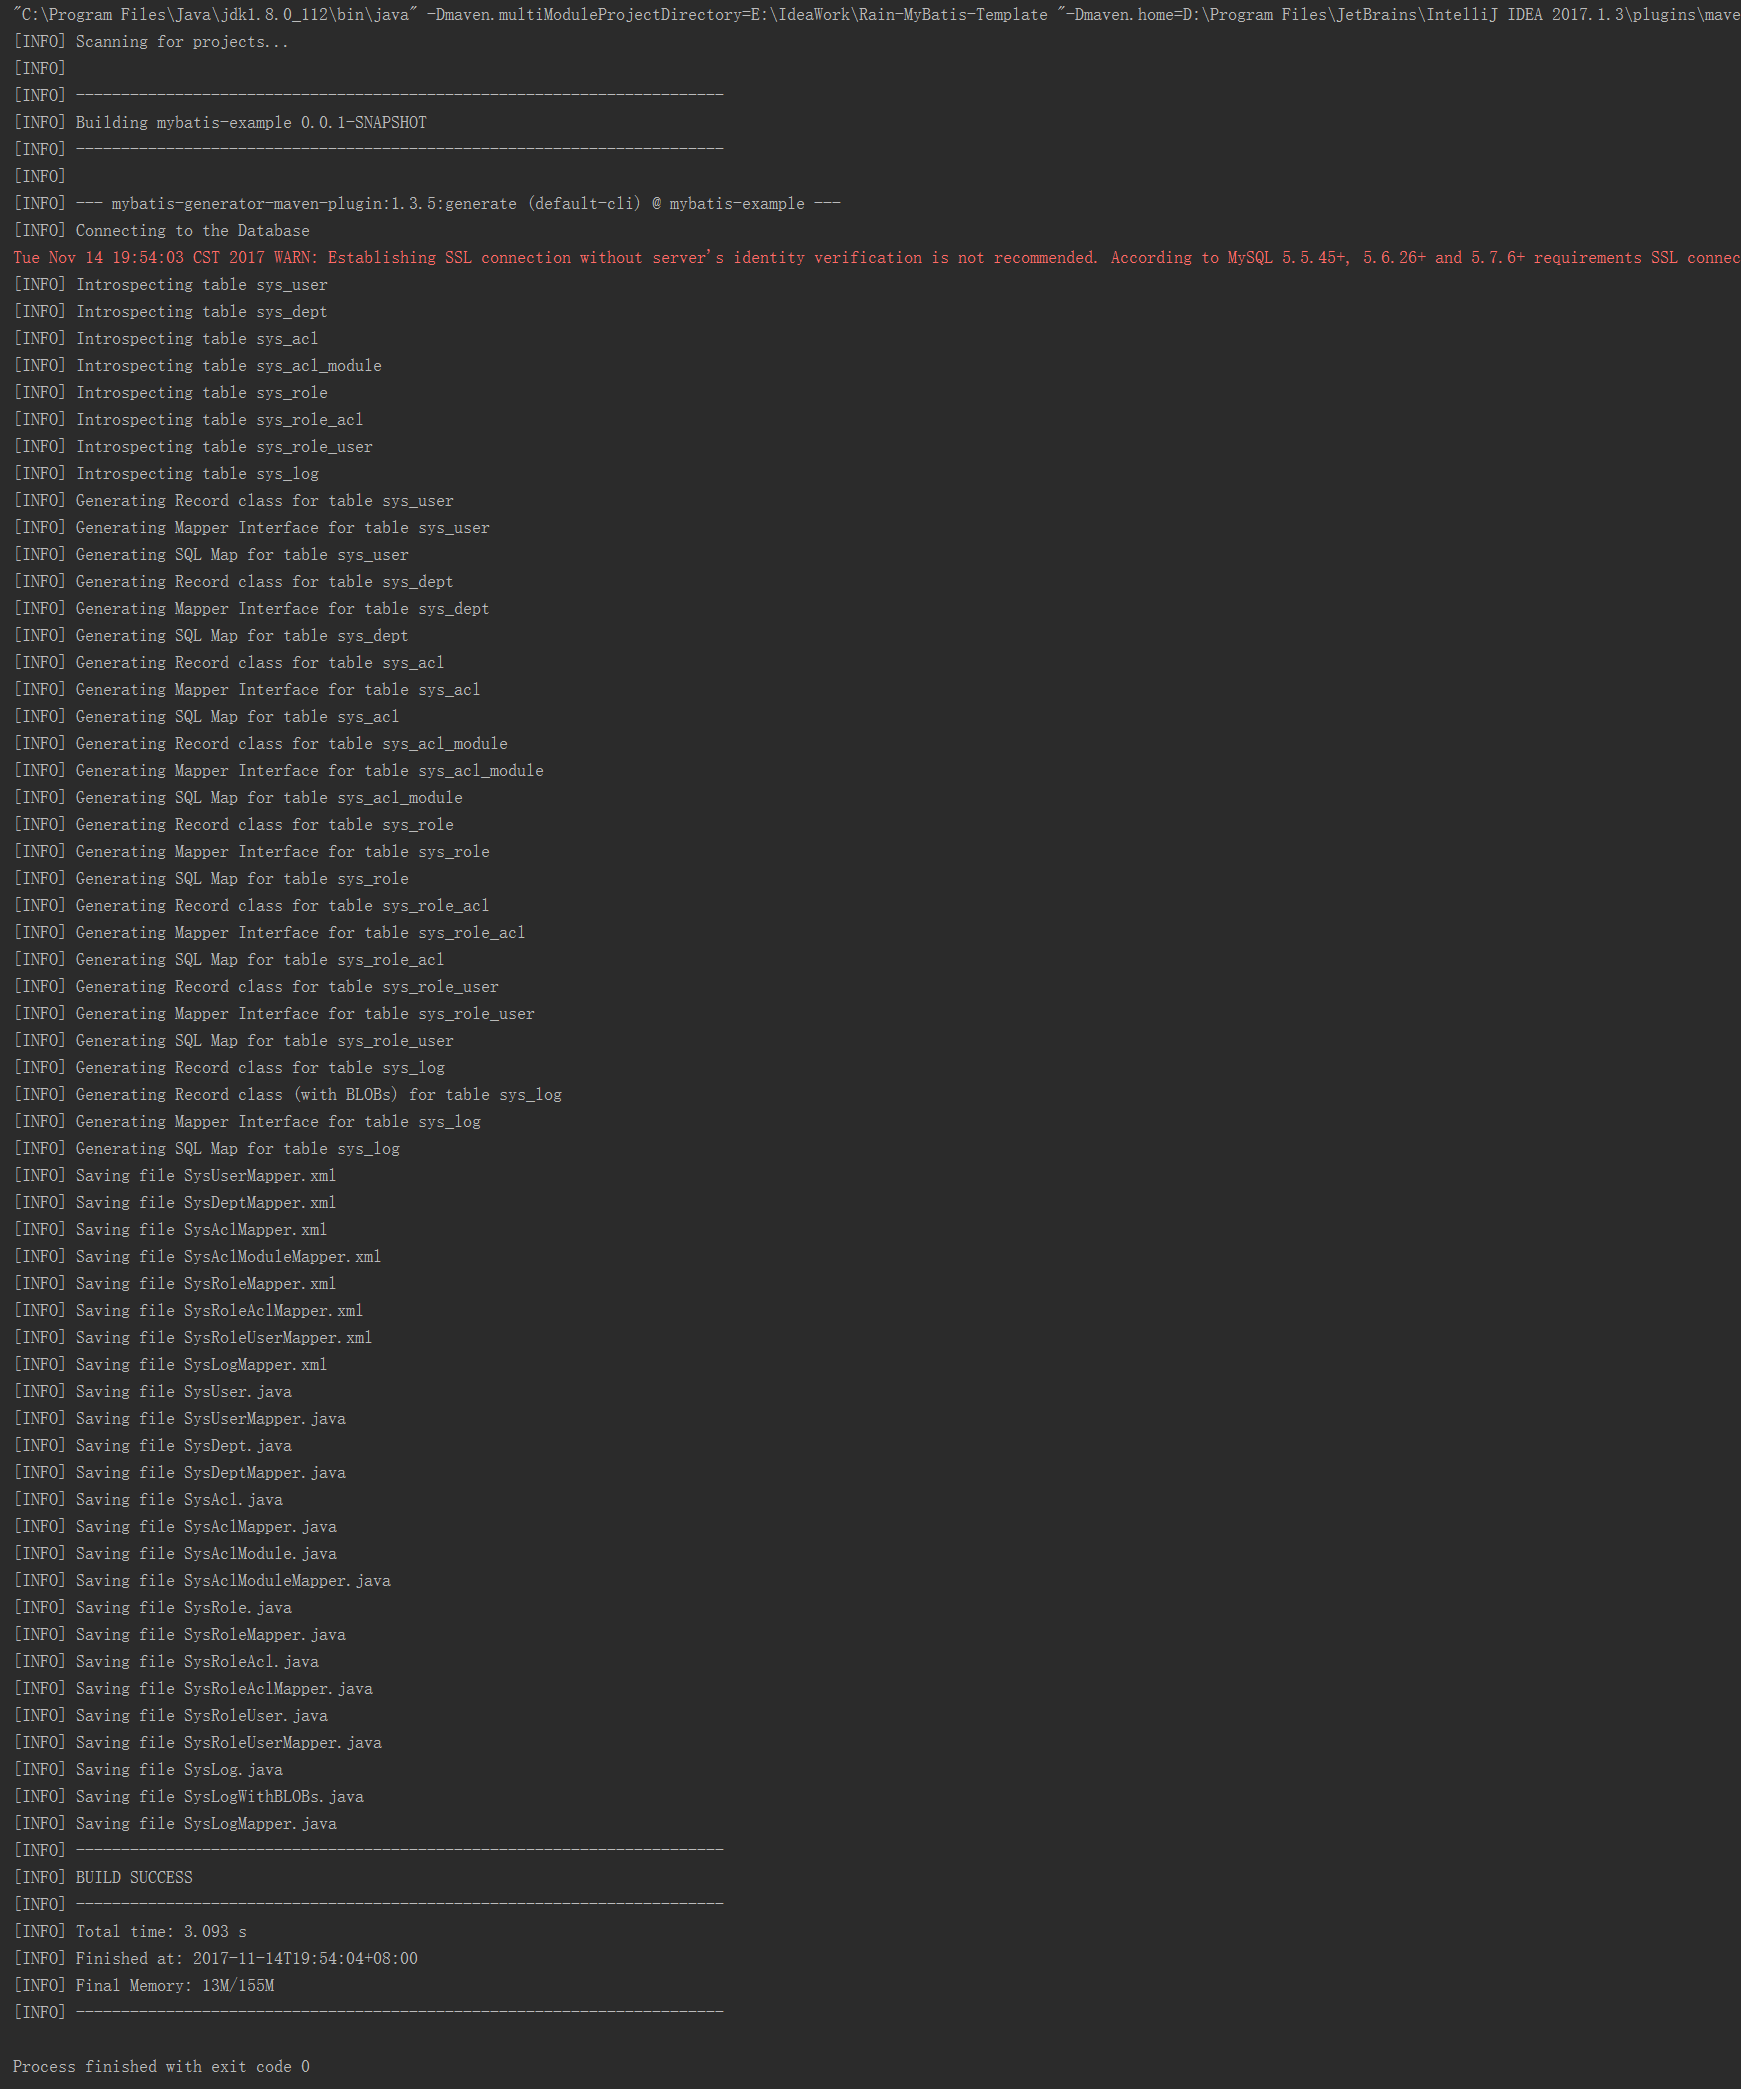 "C:\Program Files\Java\jdk1.8.0_112\bin\java" -Dmaven.multiModuleProjectDirectory=E:\IdeaWork\Rain-MyBatis-Template "-Dmaven.home=D:\Program Files\JetBrains\IntelliJ IDEA 2017.1.3\plugins\mave
[INFO] Scanning for projects...
[INFO]
[INFO] ------------------------------------------------------------------------
[INFO] Building mybatis-example 0.0.1-SNAPSHOT
[INFO] ------------------------------------------------------------------------
[INFO]
[INFO] --- mybatis-generator-maven-plugin:1.3.5:generate (default-cli) @ mybatis-example ---
[INFO] Connecting to the Database
Tue Nov 14 19:54:03 CST 2017 WARN: Establishing SSL connection without server's identity verification is not recommended. According to MySQL 5.5.45+, 5.6.26+ and 5.7.6+ requirements SSL connec
[INFO] Introspecting table sys_user
[INFO] Introspecting table sys_dept
[INFO] Introspecting table sys_acl
[INFO] Introspecting table sys_acl_module
[INFO] Introspecting table sys_role
[INFO] Introspecting table sys_role_acl
[INFO] Introspecting table sys_role_user
[INFO] Introspecting table sys_log
[INFO] Generating Record class for table sys_user
[INFO] Generating Mapper Interface for table sys_user
[INFO] Generating SQL Map for table sys_user
[INFO] Generating Record class for table sys_dept
[INFO] Generating Mapper Interface for table sys_dept
[INFO] Generating SQL Map for table sys_dept
[INFO] Generating Record class for table sys_acl
[INFO] Generating Mapper Interface for table sys_acl
[INFO] Generating SQL Map for table sys_acl
[INFO] Generating Record class for table sys_acl_module
[INFO] Generating Mapper Interface for table sys_acl_module
[INFO] Generating SQL Map for table sys_acl_module
[INFO] Generating Record class for table sys_role
[INFO] Generating Mapper Interface for table sys_role
[INFO] Generating SQL Map for table sys_role
[INFO] Generating Record class for table sys_role_acl
[INFO] Generating Mapper Interface for table sys_role_acl
[INFO] Generating SQL Map for table sys_role_acl
[INFO] Generating Record class for table sys_role_user
[INFO] Generating Mapper Interface for table sys_role_user
[INFO] Generating SQL Map for table sys_role_user
[INFO] Generating Record class for table sys_log
[INFO] Generating Record class (with BLOBs) for table sys_log
[INFO] Generating Mapper Interface for table sys_log
[INFO] Generating SQL Map for table sys_log
[INFO] Saving file SysUserMapper.xml
[INFO] Saving file SysDeptMapper.xml
[INFO] Saving file SysAclMapper.xml
[INFO] Saving file SysAclModuleMapper.xml
[INFO] Saving file SysRoleMapper.xml
[INFO] Saving file SysRoleAclMapper.xml
[INFO] Saving file SysRoleUserMapper.xml
[INFO] Saving file SysLogMapper.xml
[INFO] Saving file SysUser.java
[INFO] Saving file SysUserMapper.java
[INFO] Saving file SysDept.java
[INFO] Saving file SysDeptMapper.java
[INFO] Saving file SysAcl.java
[INFO] Saving file SysAclMapper.java
[INFO] Saving file SysAclModule.java
[INFO] Saving file SysAclModuleMapper.java
[INFO] Saving file SysRole.java
[INFO] Saving file SysRoleMapper.java
[INFO] Saving file SysRoleAcl.java
[INFO] Saving file SysRoleAclMapper.java
[INFO] Saving file SysRoleUser.java
[INFO] Saving file SysRoleUserMapper.java
[INFO] Saving file SysLog.java
[INFO] Saving file SysLogWithBLOBs.java
[INFO] Saving file SysLogMapper.java
[INFO] ------------------------------------------------------------------------
[INFO] BUILD SUCCESS
[INFO] ------------------------------------------------------------------------
[INFO] Total time: 3.093 s
[INFO] Finished at: 2017-11-14T19:54:04+08:00
[INFO] Final Memory: 13M/155M
[INFO] ------------------------------------------------------------------------
Process finished with exit code 0